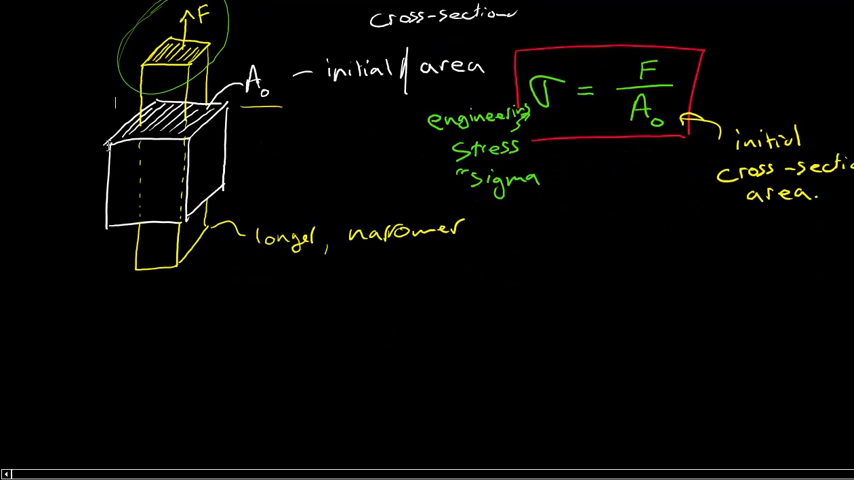 F
cross-section
A₀ - initial area
σ = F / A₀
engineering
stress
"sigma
initial
cross-sectio
area.
longer, narrower